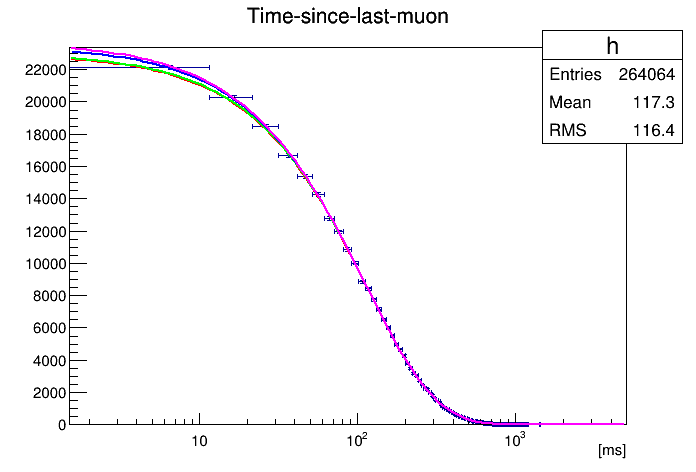 Time-since-last-muon
h
Entries 264064
Mean 117.3
RMS 116.4
22000
20000
18000
16000
14000
12000
10000
8000
6000
4000
2000
0
10 10² 10³
[ms]